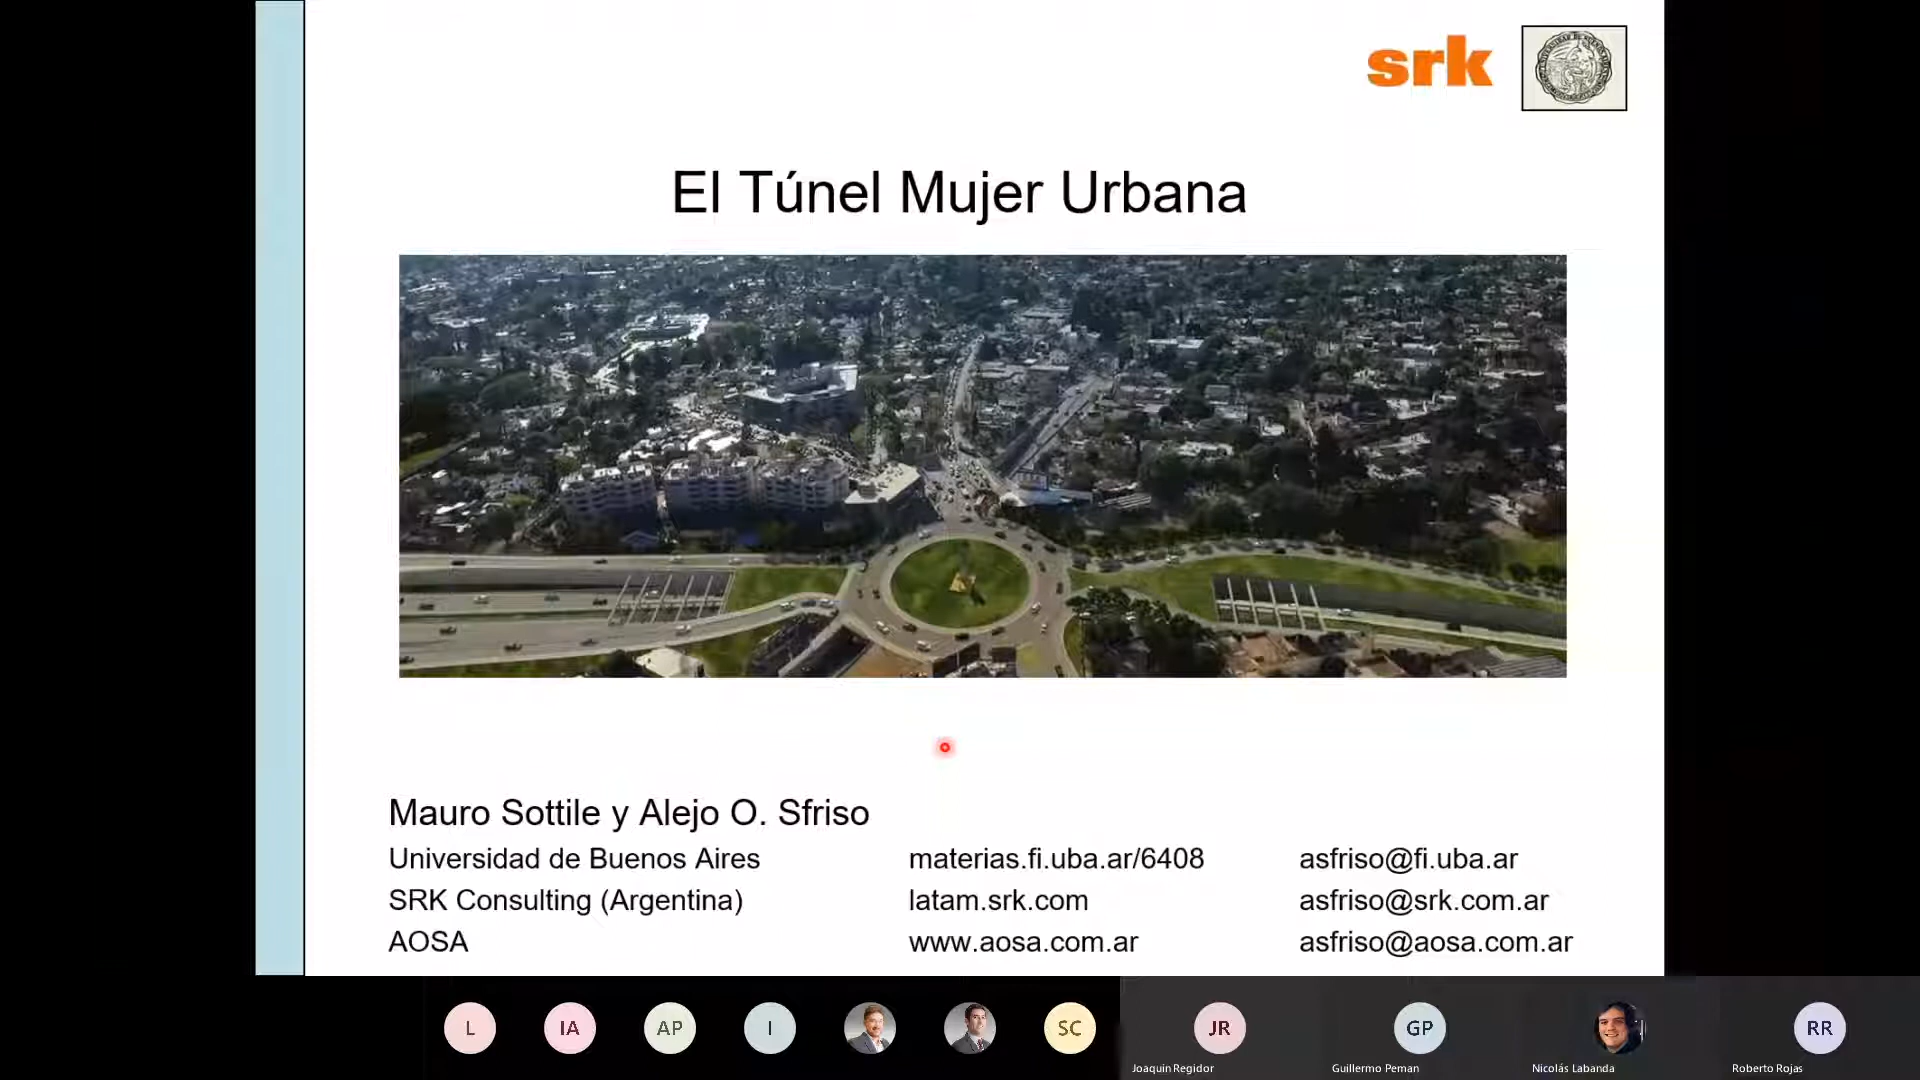 srk
El Túnel Mujer Urbana
Mauro Sottile y Alejo O. Sfriso
Universidad de Buenos Aires materias.fi.uba.ar/6408 asfriso@fi.uba.ar
SRK Consulting (Argentina) latam.srk.com asfriso@srk.com.ar
AOSA www.aosa.com.ar asfriso@aosa.com.ar
L IA AP I SC JR GP RR
Joaquin Regidor Guillermo Peman Nicolás Labanda Roberto Rojas